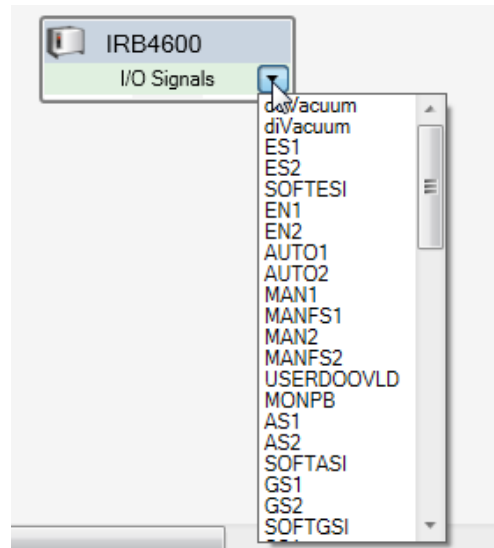 IRB4600
I/O Signals
diVacuum
ES1
ES2
SOFTESI
EN1
EN2
AUTO1
AUTO2
MAN1
MANFS1
MAN2
MANFS2
USERDOOVLD
MONPB
AS1
AS2
SOFTASI
GS1
GS2
SOFTGSI